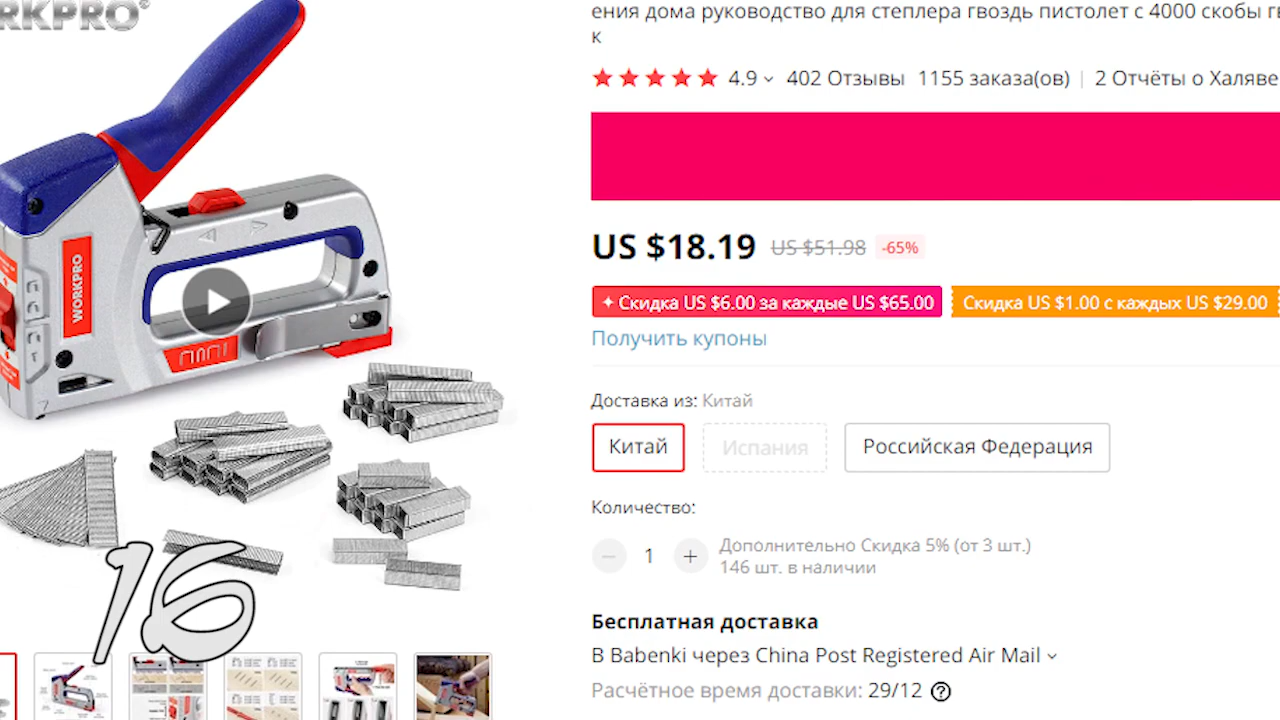 RKPRO®
ения дома руководство для степлера гвоздь пистолет с 4000 скобы
к
4.9 402 Отзывы 1155 заказа(ов) | 2 Отчёты о Халяве
US $18.19 US $51.98 -65%
Скидка US $6.00 за каждые US $65.00 Скидка US $1.00 с каждых US $29.00
Получить купоны
Доставка из: Китай
Китай Испания Российская Федерация
Количество:
1 + Дополнительно Скидка 5% (от 3 шт.)
146 шт. в наличии
Бесплатная доставка
В Babenki через China Post Registered Air Mail
Расчётное время доставки: 29/12 ?
WORKPRO
16